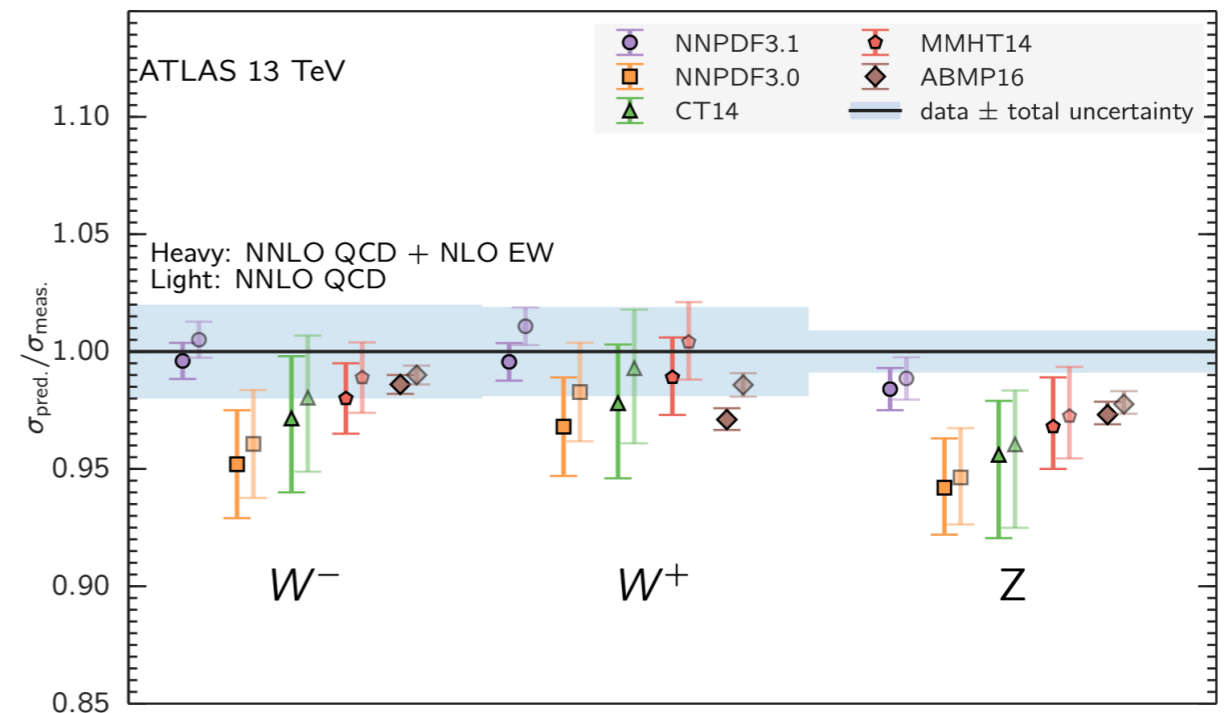 ATLAS 13 TeV
NNPDF3.1
NNPDF3.0
CT14
MMHT14
ABMP16
data ± total uncertainty
Heavy: NNLO QCD + NLO EW
Light: NNLO QCD
σpred./σmeas.
1.10
1.05
1.00
0.95
0.90
0.85
W⁻
W⁺
Z